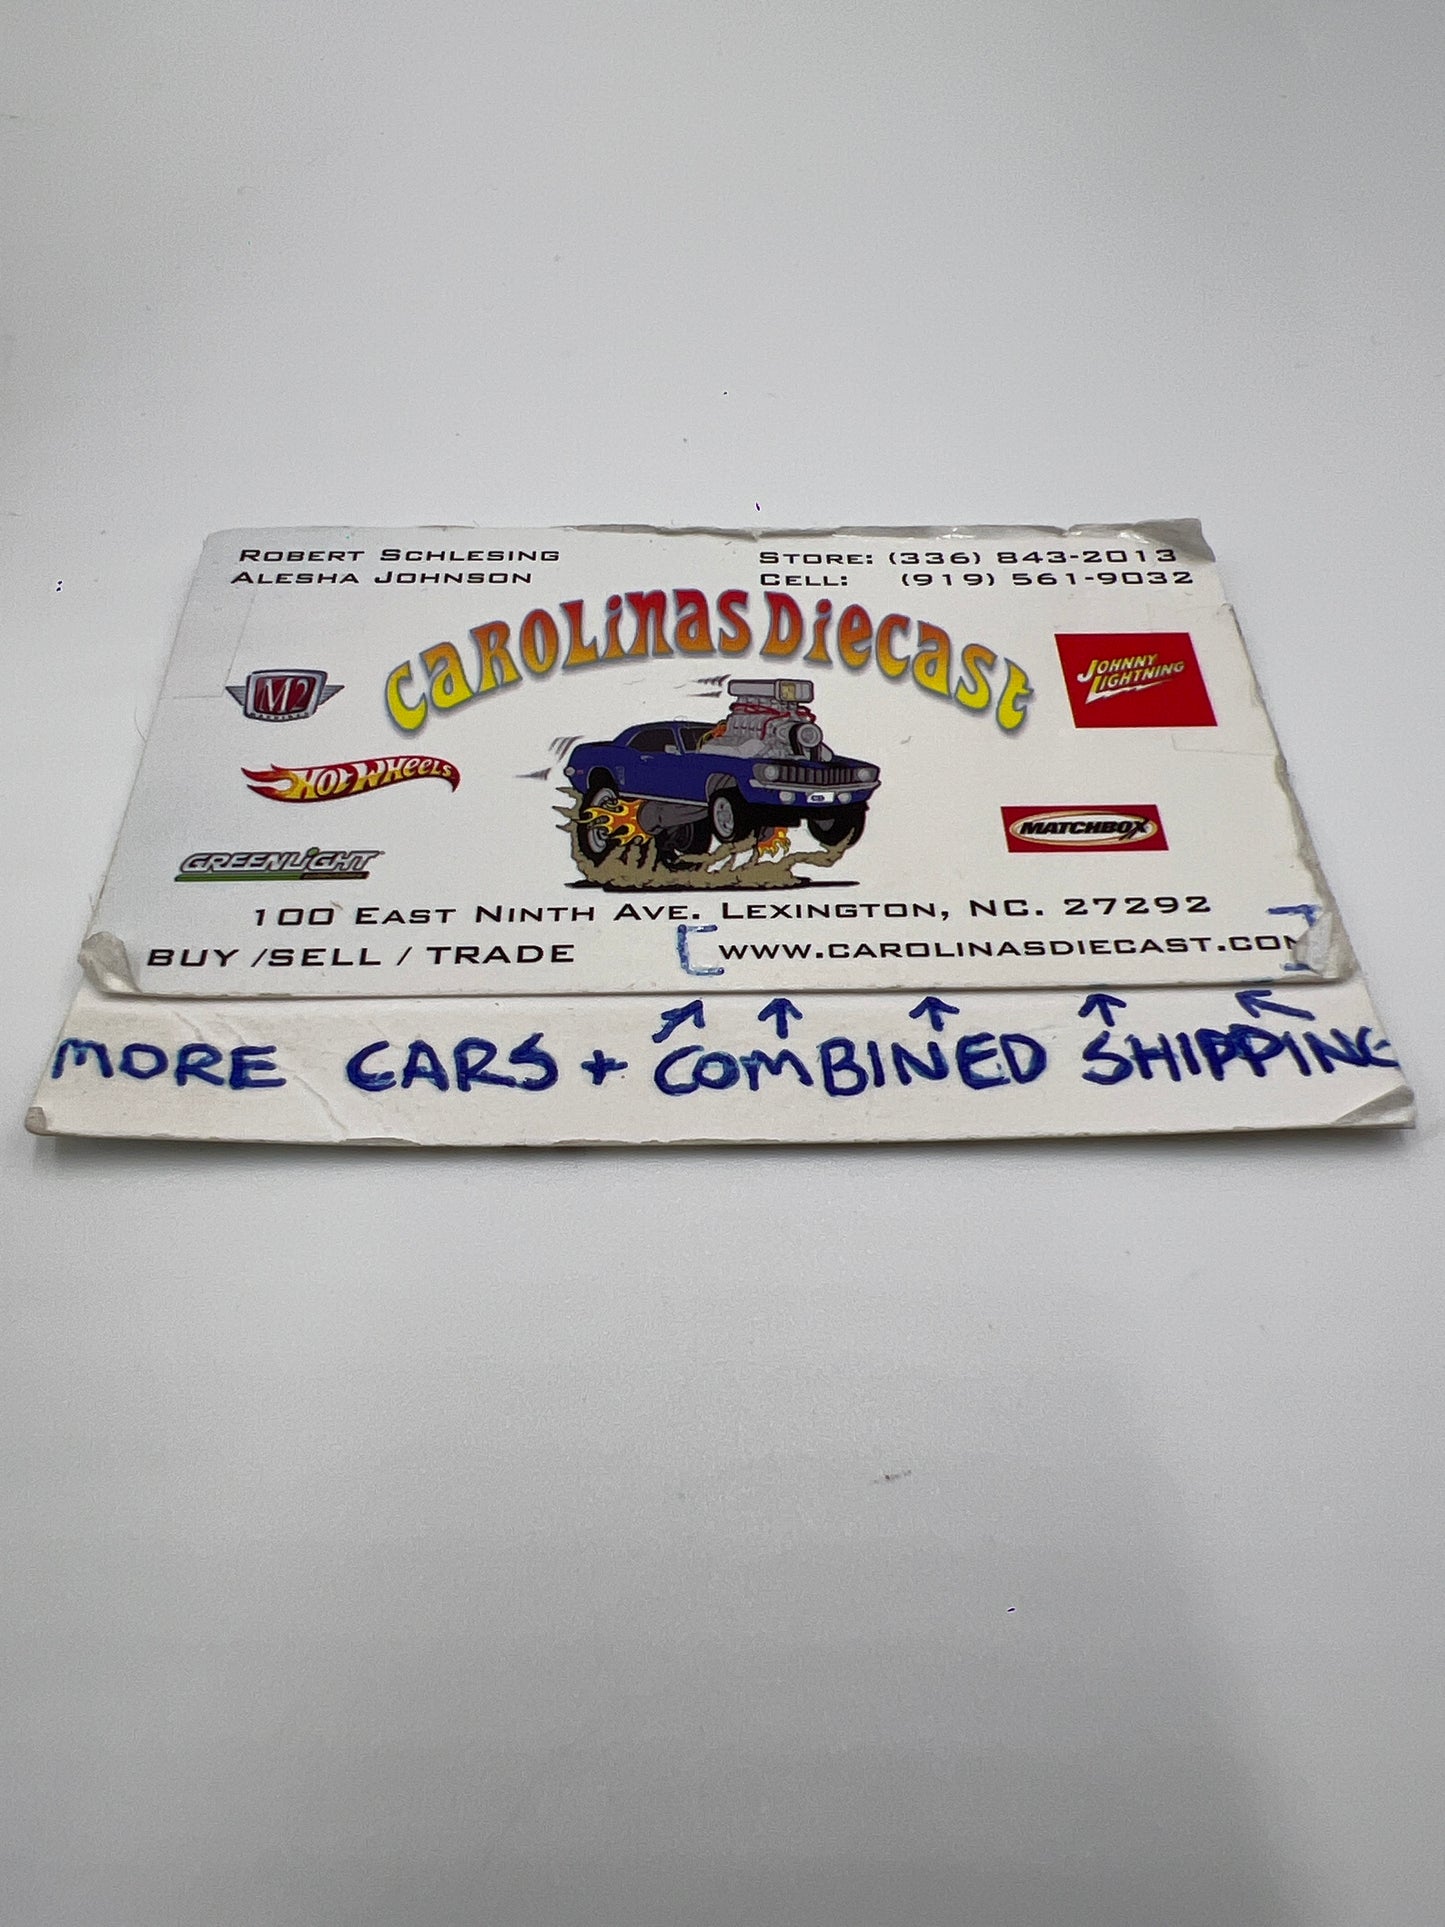 ROBERT SCHLESING
ALESHA JOHNSON
STORE: (336) 843-2013
CELL: (919) 561-9032
CAROLINAS DIECAST
M2
JOHNNY LIGHTNING
HOT WHEELS
MATCHBOX
GREENLIGHT
100 EAST NINTH AVE. LEXINGTON, NC. 27292
BUY /SELL / TRADE
WWW.CAROLINASDIECAST.COM
MORE CARS + COMBINED SHIPPING